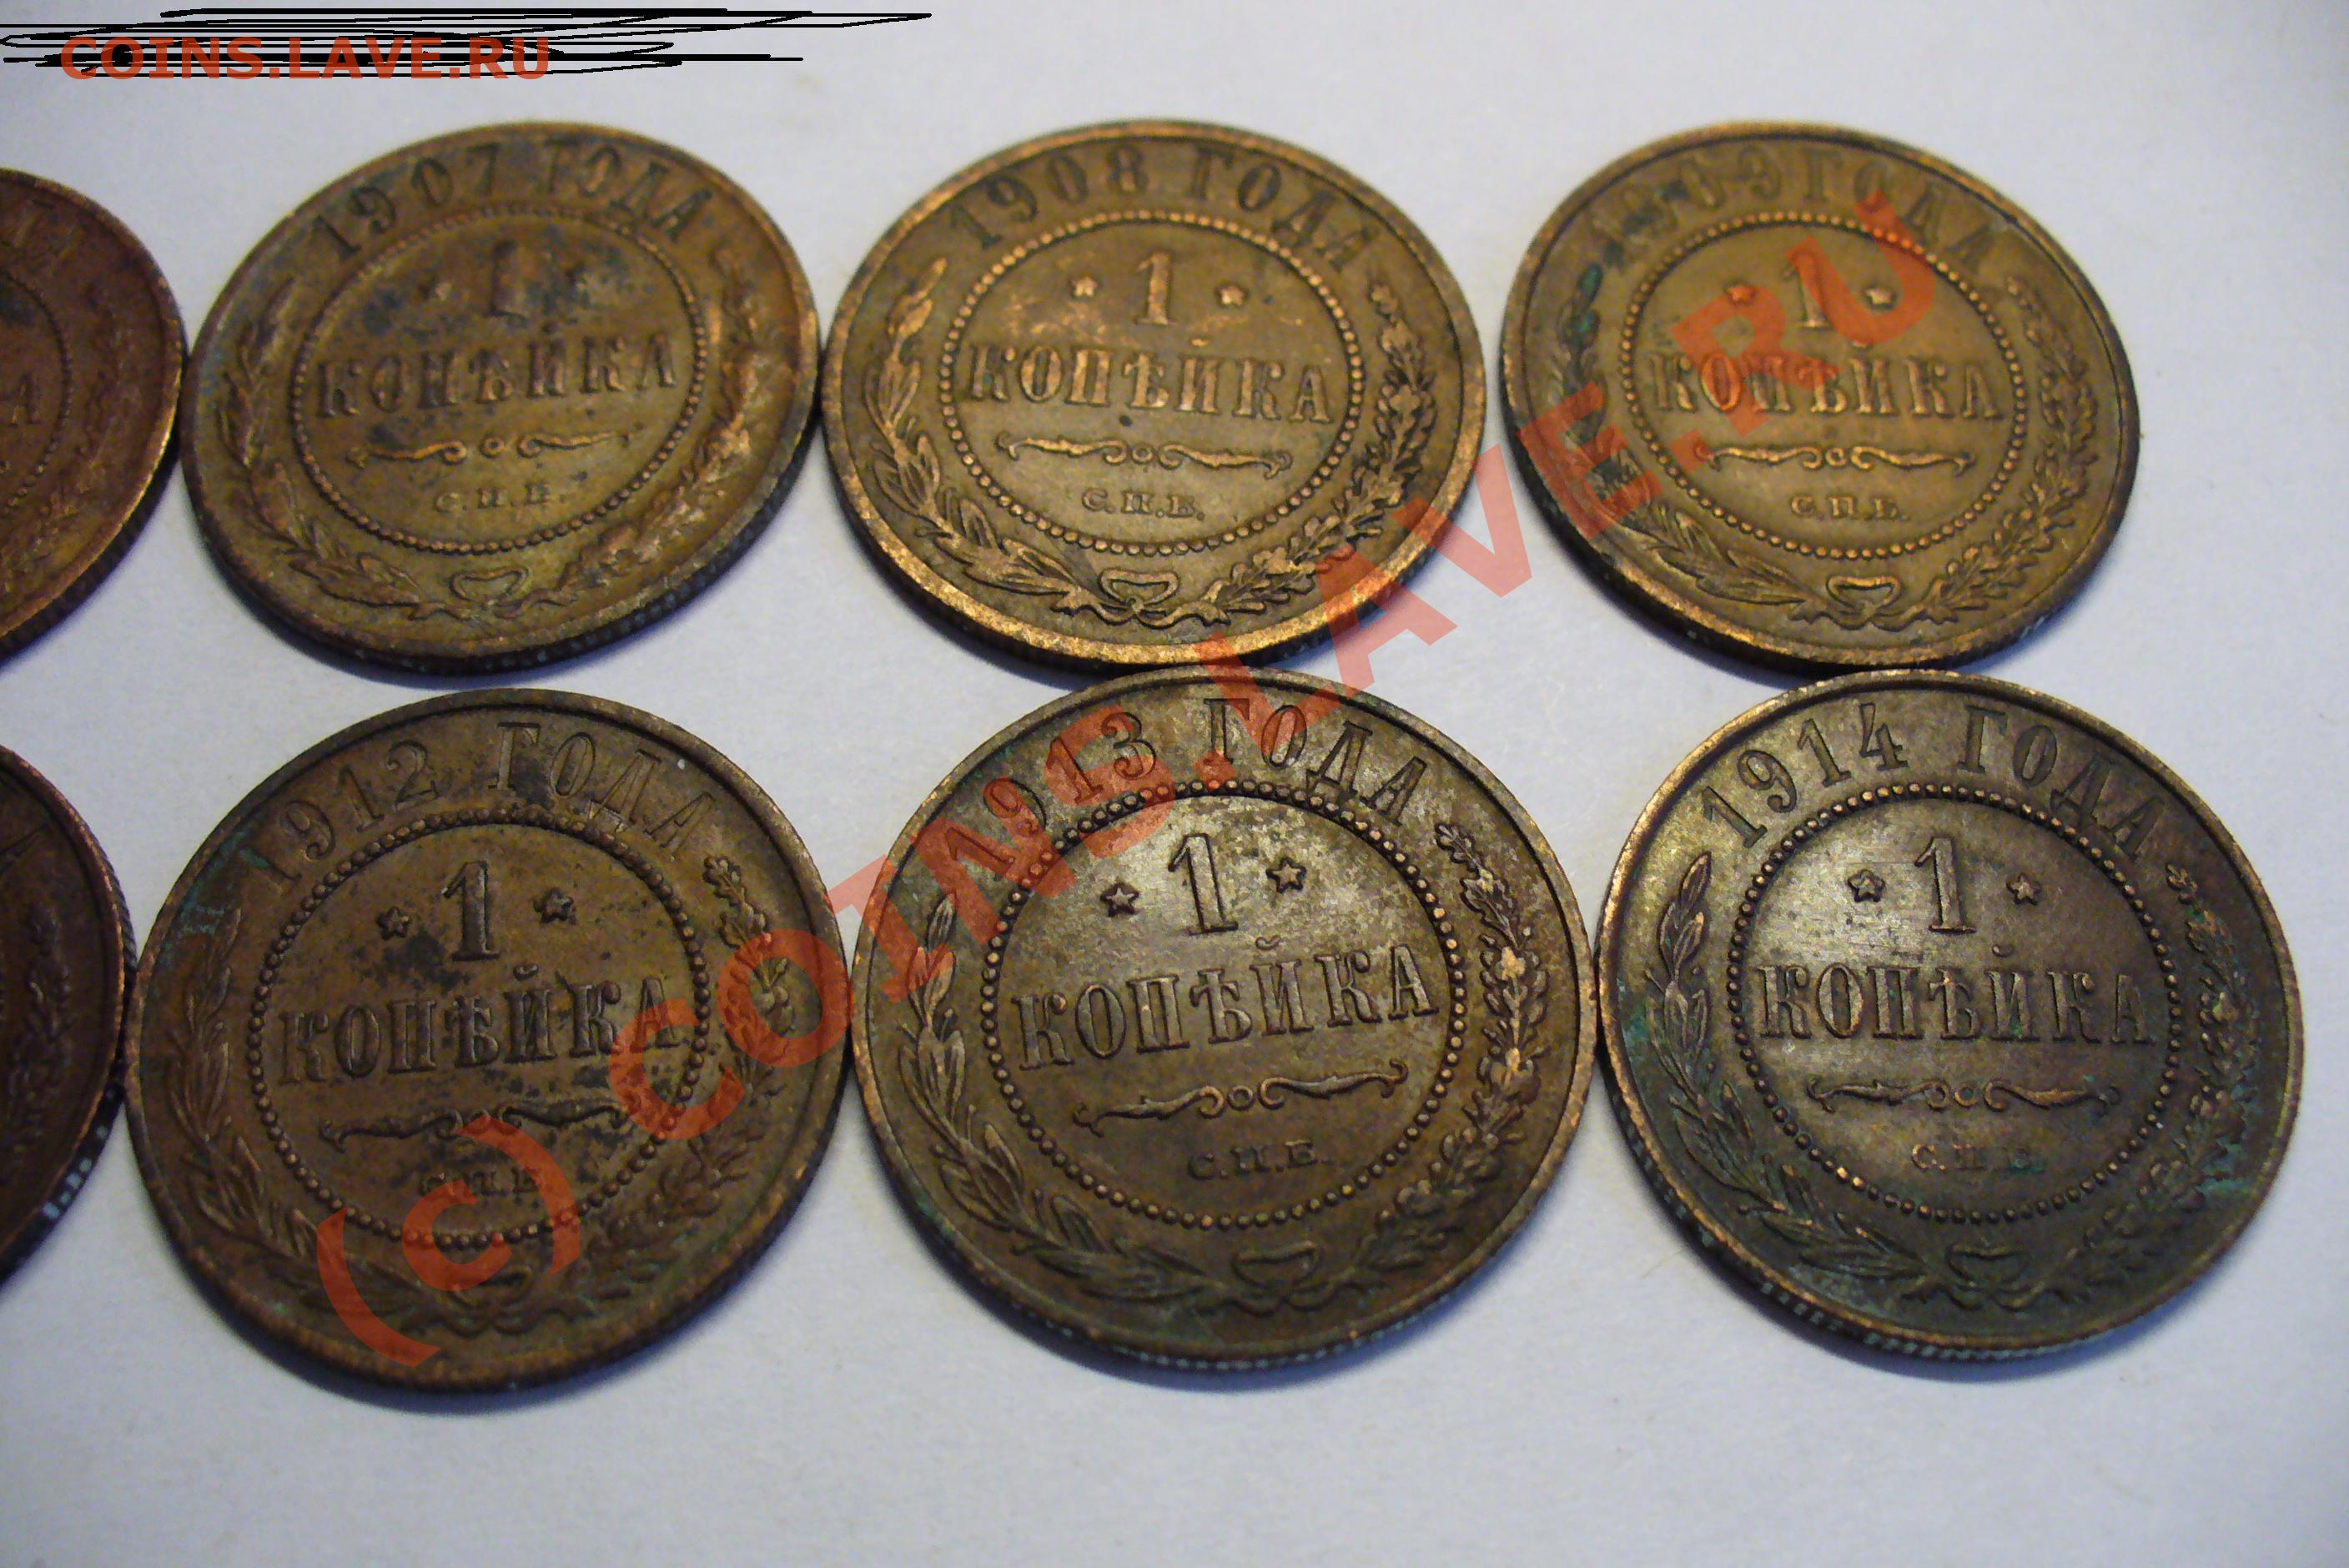 COINS.LAVE.RU
1907 ГОДА
1
КОПѢЙКА
С.П.Б.
1908 ГОДА
1
КОПѢЙКА
С.П.Б.
1909 ГОДА
1
КОПѢЙКА
С.П.Б.
1912 ГОДА
1
КОПѢЙКА
С.П.Б.
1913 ГОДА
1
КОПѢЙКА
С.П.Б.
1914 ГОДА
1
КОПѢЙКА
С.П.Б.
(c) COINS.LAVE.RU